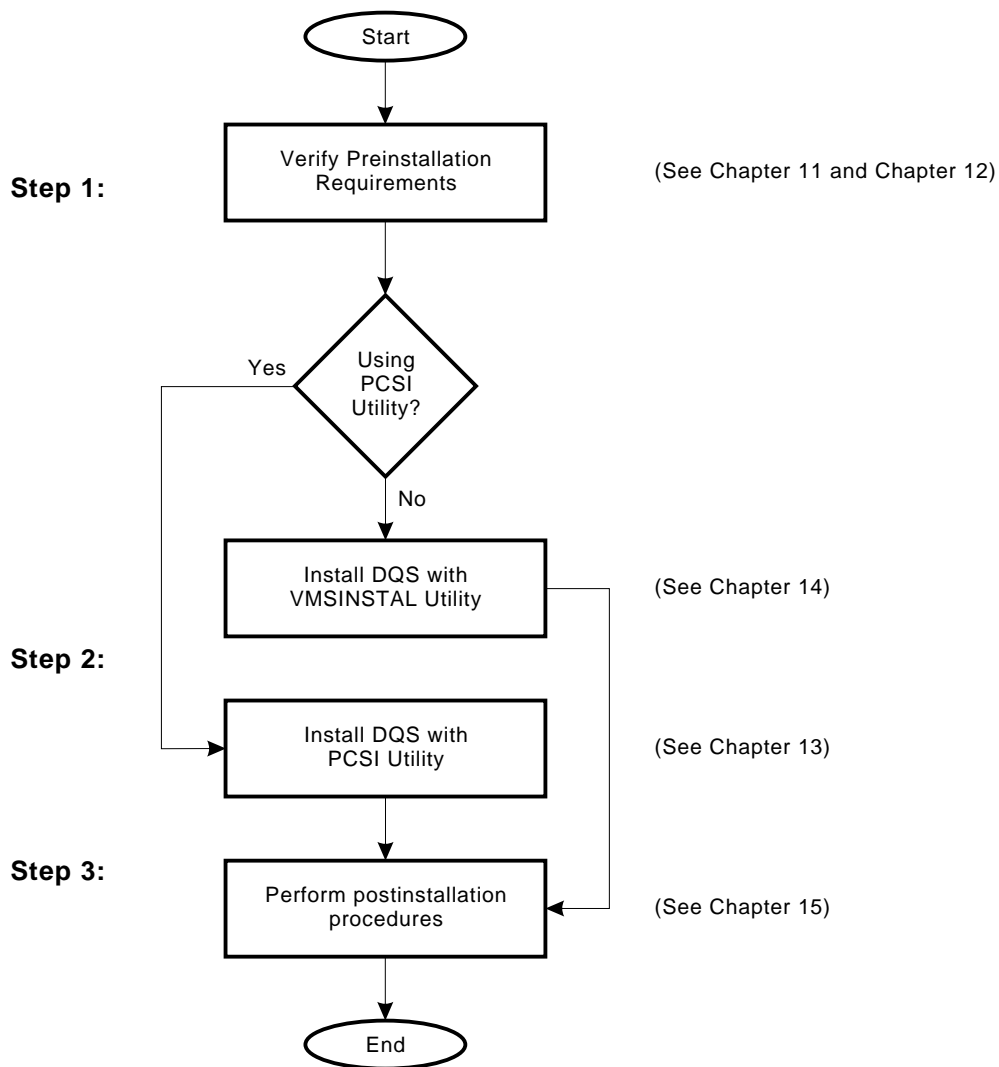 Start
Step 1:
Verify Preinstallation
Requirements
(See Chapter 11 and Chapter 12)
Using
PCSI
Utility?
Yes
No
Install DQS with
VMSINSTAL Utility
(See Chapter 14)
Step 2:
Install DQS with
PCSI Utility
(See Chapter 13)
Step 3:
Perform postinstallation
procedures
(See Chapter 15)
End